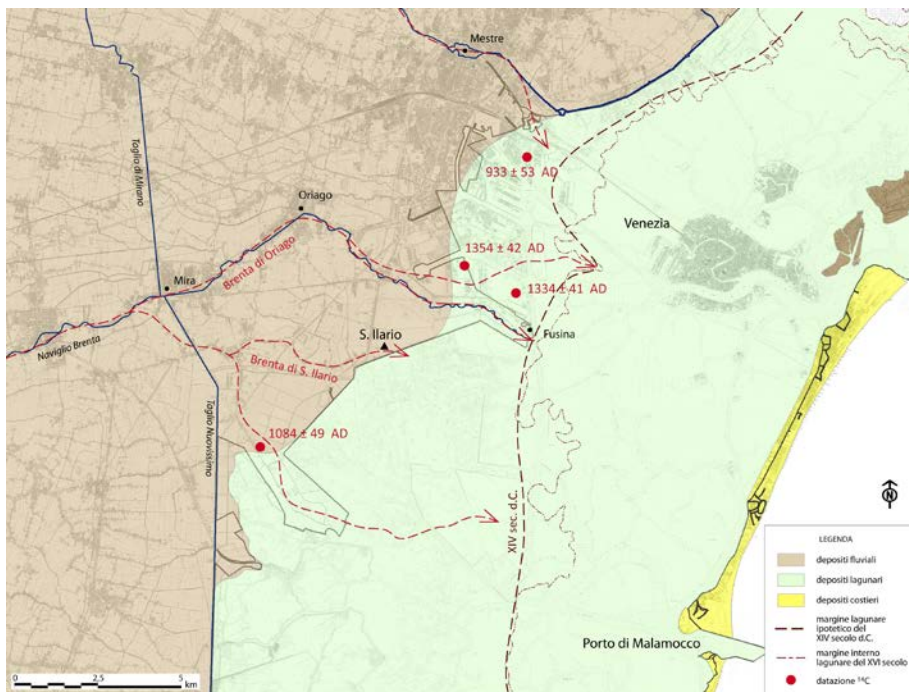 Mestre
933 ± 53 AD
Taglio di Mirano
Oriago
Venezia
1354 ± 42 AD
Brenta di Oriago
Mira
1334 ± 41 AD
Fusina
S. Ilario
Naviglio Brenta
Brenta di S. Ilario
Taglio Nuovissimo
1084 ± 49 AD
XIV sec. d.C.
N
LEGENDA
depositi fluviali
depositi lagunari
depositi costieri
margine lagunare
ipotetico del
XIV secolo d.C.
margine interno
lagunare del XVI secolo
datazione ¹⁴C
Porto di Malamocco
0 2,5 5
km